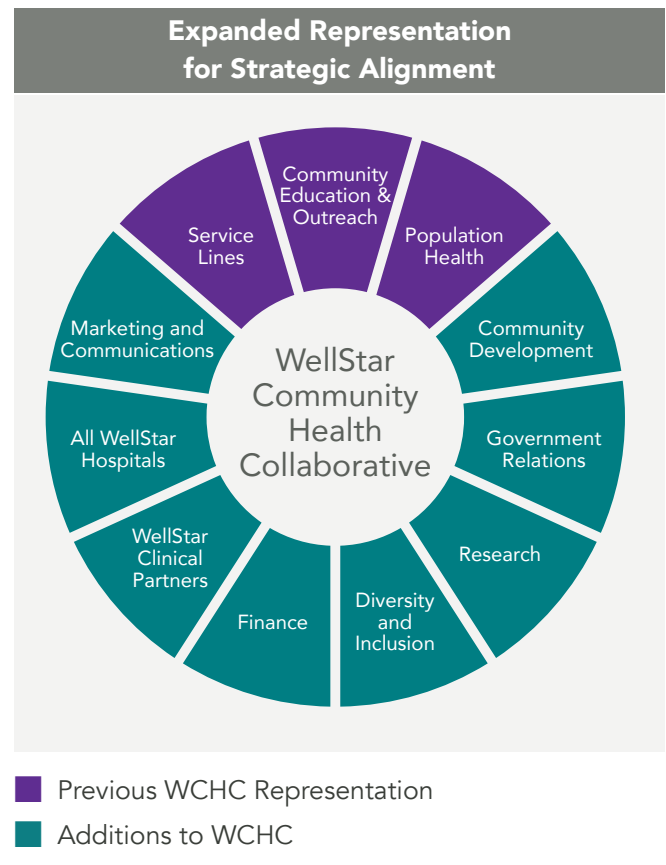 Expanded Representation
for Strategic Alignment
Community
Education &
Outreach
Population
Health
Community
Development
Government
Relations
Research
Diversity
and
Inclusion
Finance
WellStar
Clinical
Partners
All WellStar
Hospitals
Marketing and
Communications
Service
Lines
WellStar
Community
Health
Collaborative
Previous WCHC Representation
Additions to WCHC